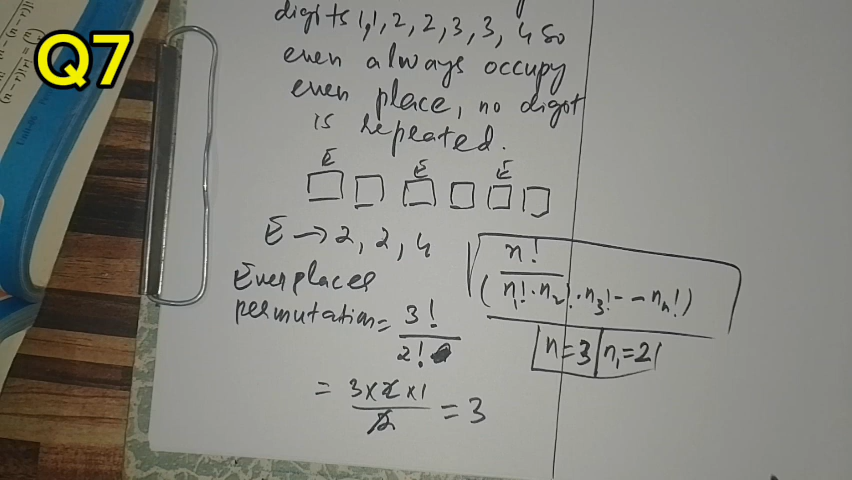 Q7
digits 1,1, 2, 2, 3, 3, 4 so
even always occupy
even place, no digit
is repeated.
E E E
E → 2, 2, 4
Even places
permutation = 3! / 2!
= 3 x 2 x 1 / 2 = 3
n!
(n1! · n2! · n3! - - nn!)
n = 3 n1 = 2!